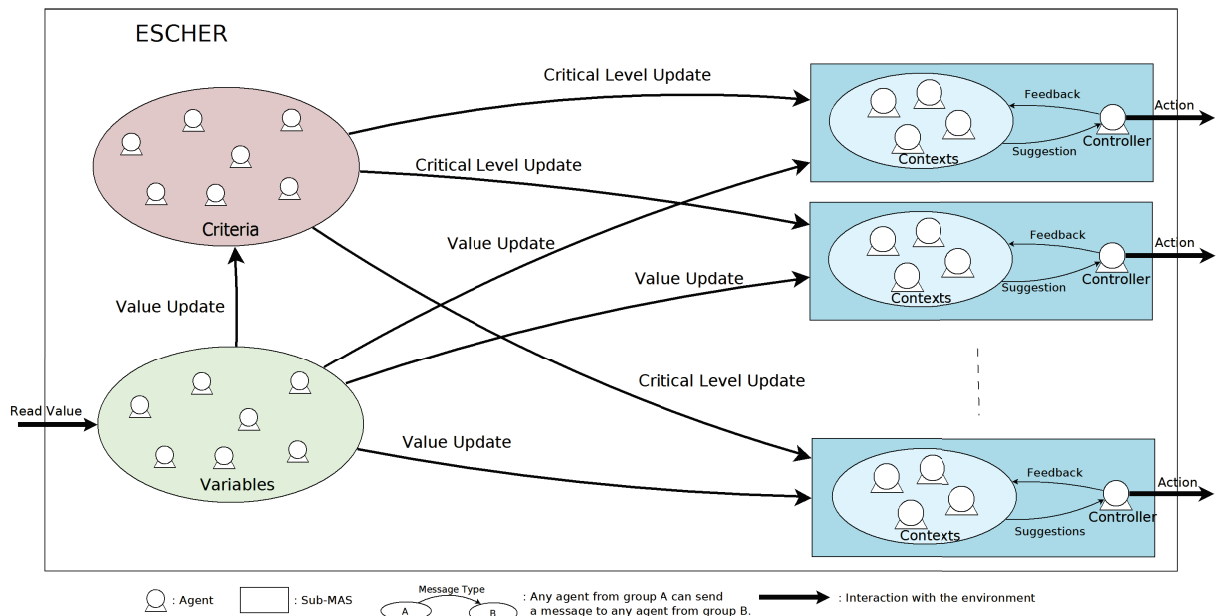 ESCHER
Critical Level Update
Feedback
Action
Controller
Suggestion
Contexts
Critical Level Update
Criteria
Value Update
Feedback
Action
Controller
Suggestion
Contexts
Value Update
Value Update
Critical Level Update
Read Value
Value Update
Variables
Feedback
Action
Controller
Suggestions
Contexts
: Agent
: Sub-MAS
Message Type
A
B
: Any agent from group A can send
a message to any agent from group B.
: Interaction with the environment